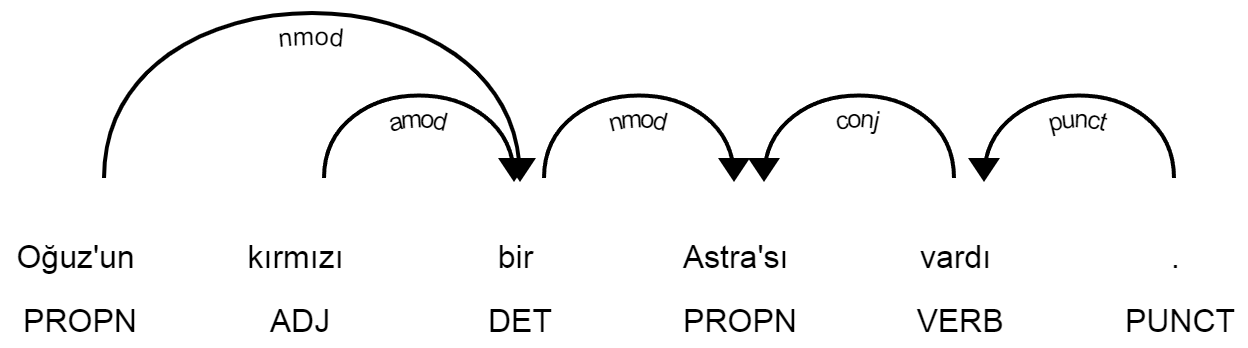 nmod
amod nmod conj punct
Oğuz'un kırmızı bir Astra'sı vardı .
PROPN ADJ DET PROPN VERB PUNCT